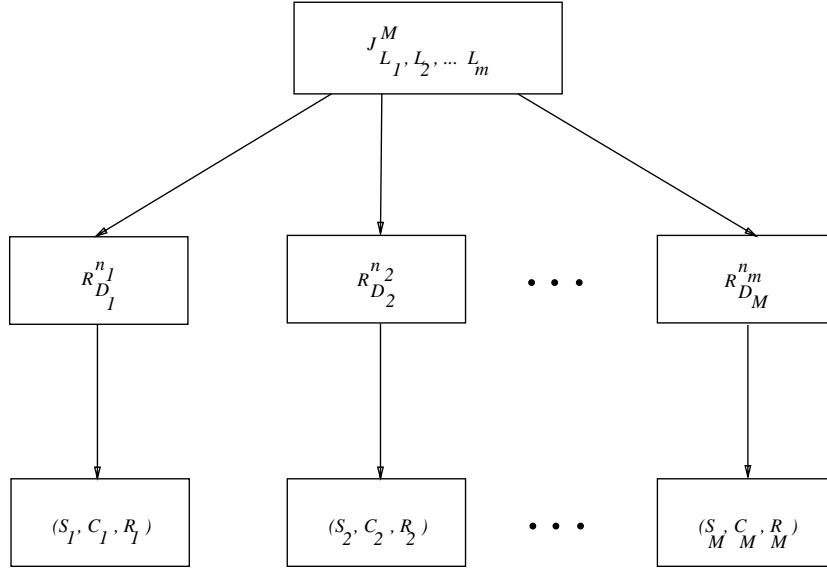 J^M_{L_1, L_2, ... L_m}
R^{n_1}_{D_1} R^{n_2}_{D_2} • • • R^{n_m}_{D_M}
(S_1, C_1, R_1) (S_2, C_2, R_2) • • • (S_M, C_M, R_M)